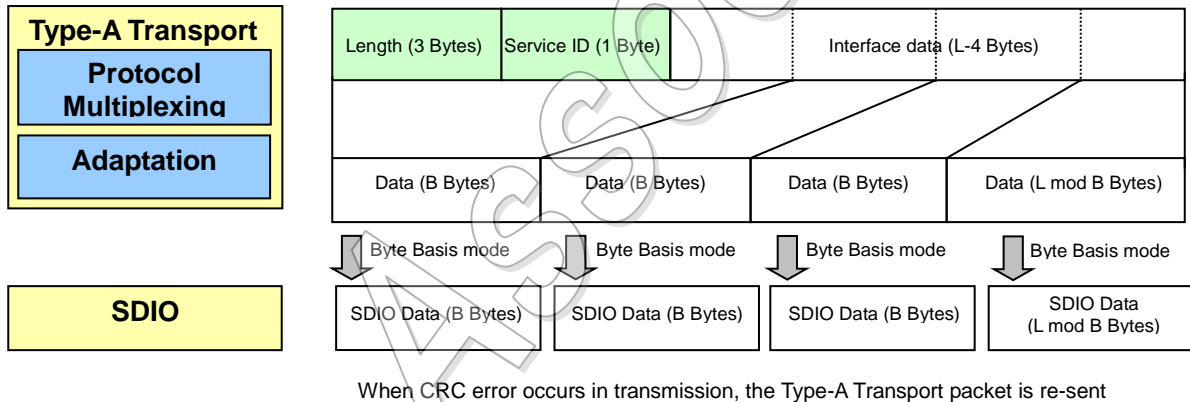 Type-A Transport
Protocol
Multiplexing
Adaptation
Length (3 Bytes)
Service ID (1 Byte)
Interface data (L-4 Bytes)
Data (B Bytes)
Data (B Bytes)
Data (B Bytes)
Data (L mod B Bytes)
Byte Basis mode
Byte Basis mode
Byte Basis mode
Byte Basis mode
SDIO
SDIO Data (B Bytes)
SDIO Data (B Bytes)
SDIO Data (B Bytes)
SDIO Data
(L mod B Bytes)
When CRC error occurs in transmission, the Type-A Transport packet is re-sent
Asso